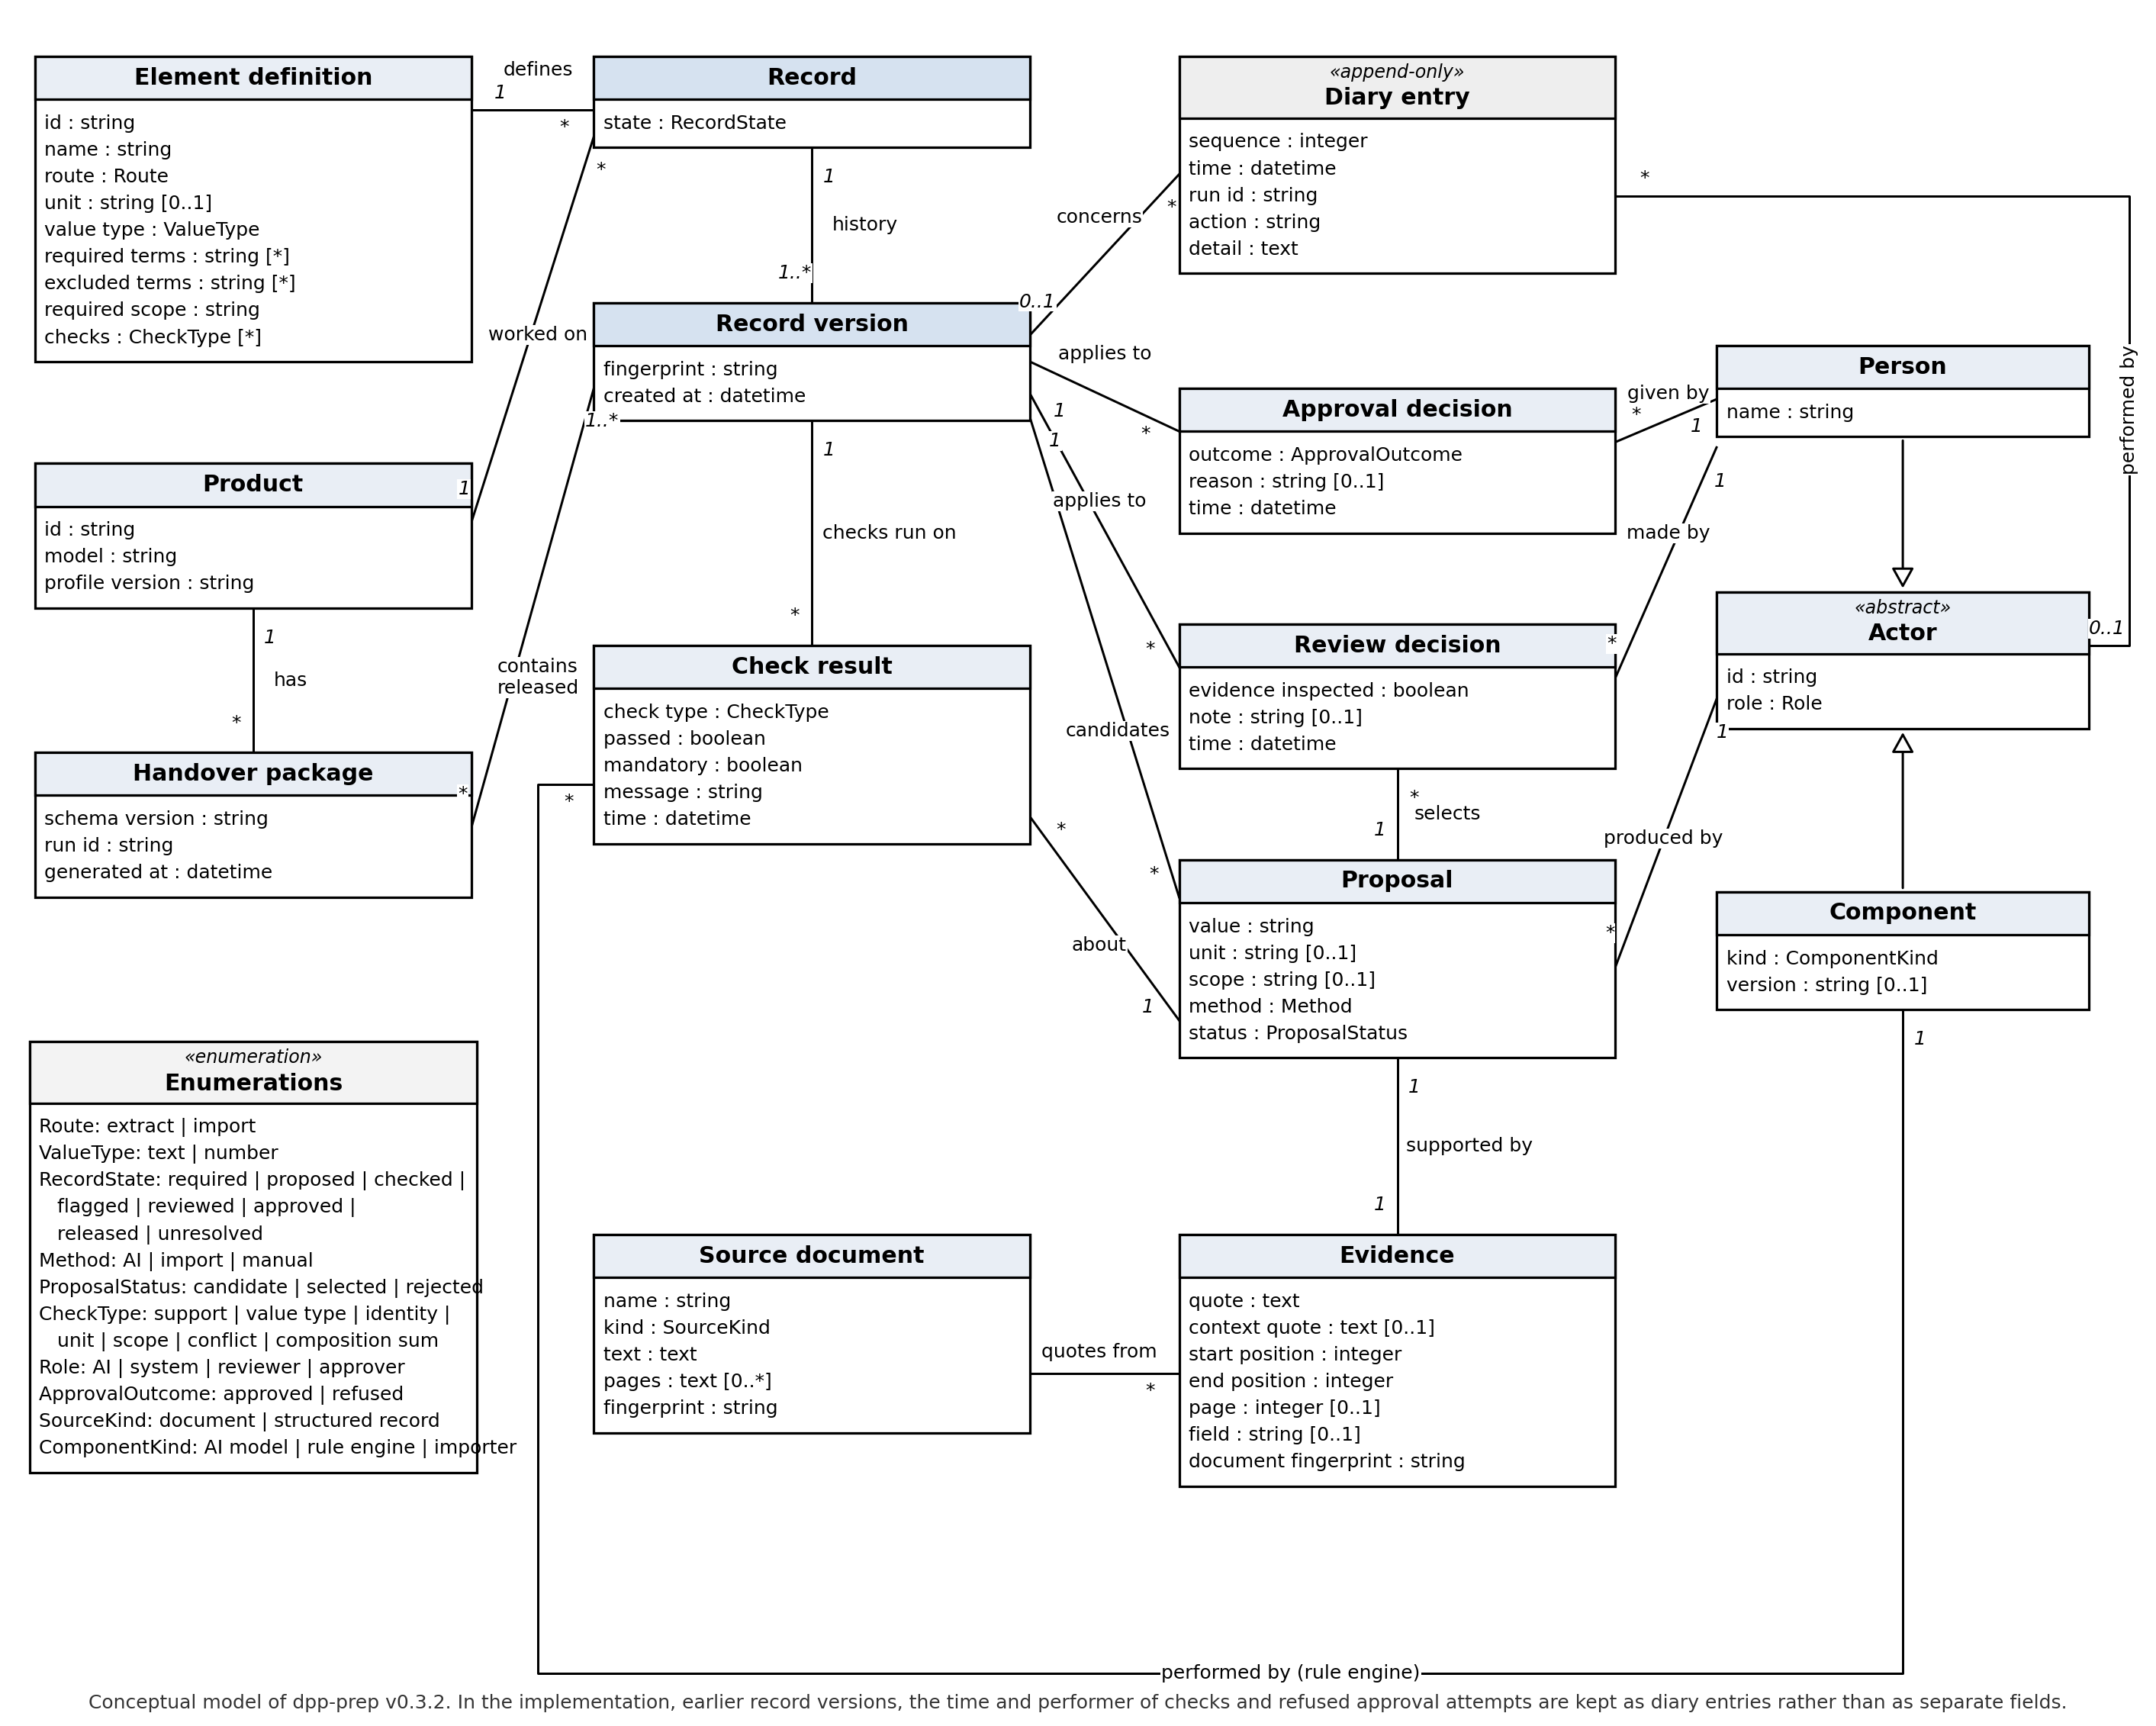 Element definition
id : string
name : string
route : Route
unit : string [0..1]
value type : ValueType
required terms : string [*]
excluded terms : string [*]
required scope : string
checks : CheckType [*]
defines
1
*
Record
state : RecordState
*
1
history
1..*
«append-only»
Diary entry
sequence : integer
time : datetime
run id : string
action : string
detail : text
*
concerns
*
0..1
Record version
fingerprint : string
created at : datetime
worked on
1..*
1
applies to
1
*
Approval decision
outcome : ApprovalOutcome
reason : string [0..1]
time : datetime
given by
*
1
Person
name : string
performed by
Product
id : string
model : string
profile version : string
1
1
has
*
checks run on
*
1
applies to
*
made by
1
*
Review decision
evidence inspected : boolean
note : string [0..1]
time : datetime
«abstract»
Actor
id : string
role : Role
0..1
1
contains
released
Handover package
schema version : string
run id : string
generated at : datetime
*
Check result
check type : CheckType
passed : boolean
mandatory : boolean
message : string
time : datetime
*
*
candidates
*
*
selects
1
produced by
*
about
1
Proposal
value : string
unit : string [0..1]
scope : string [0..1]
method : Method
status : ProposalStatus
Component
kind : ComponentKind
version : string [0..1]
1
«enumeration»
Enumerations
Route: extract | import
ValueType: text | number
RecordState: required | proposed | checked |
flagged | reviewed | approved |
released | unresolved
Method: AI | import | manual
ProposalStatus: candidate | selected | rejected
CheckType: support | value type | identity |
unit | scope | conflict | composition sum
Role: AI | system | reviewer | approver
ApprovalOutcome: approved | refused
SourceKind: document | structured record
ComponentKind: AI model | rule engine | importer
1
supported by
1
Source document
name : string
kind : SourceKind
text : text
pages : text [0..*]
fingerprint : string
quotes from
*
Evidence
quote : text
context quote : text [0..1]
start position : integer
end position : integer
page : integer [0..1]
field : string [0..1]
document fingerprint : string
performed by (rule engine)
Conceptual model of dpp-prep v0.3.2. In the implementation, earlier record versions, the time and performer of checks and refused approval attempts are kept as diary entries rather than as separate fields.